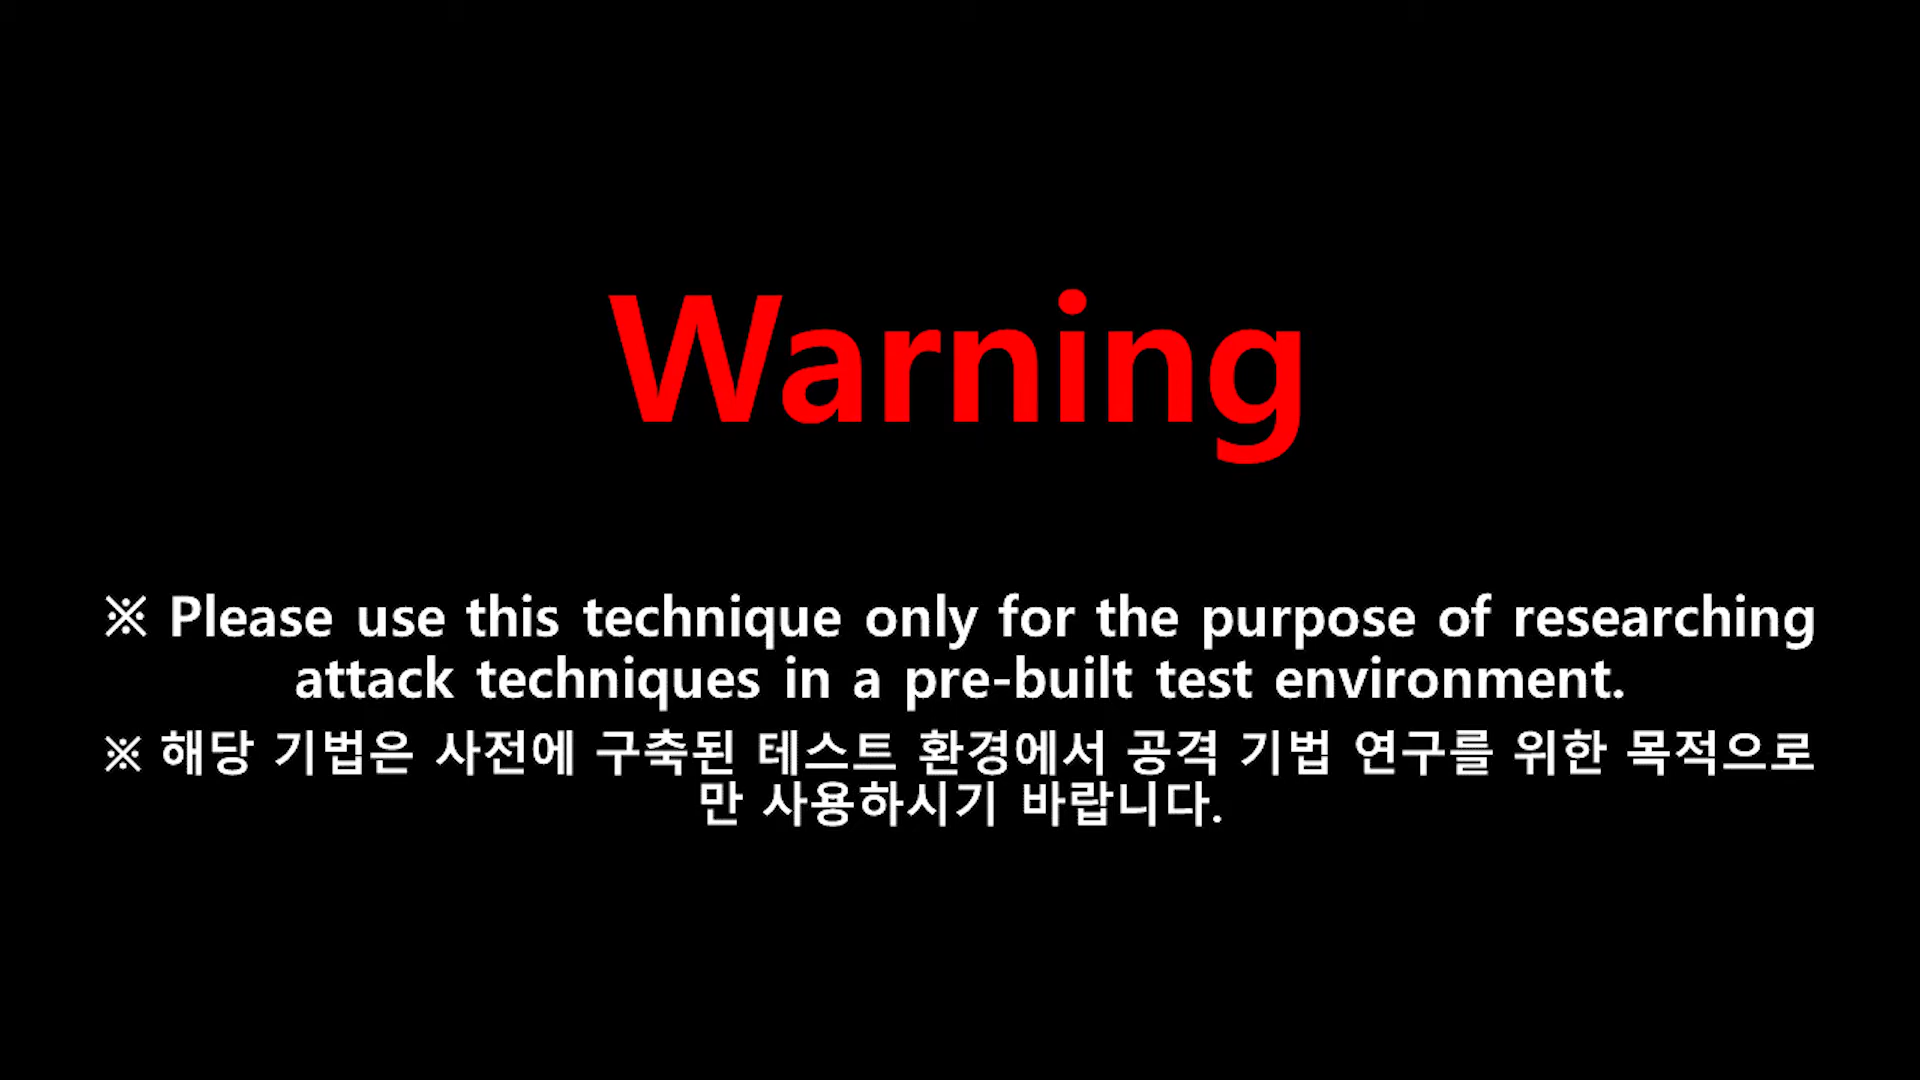 Warning
※ Please use this technique only for the purpose of researching
attack techniques in a pre-built test environment.
※ 해당 기법은 사전에 구축된 테스트 환경에서 공격 기법 연구를 위한 목적으로
만 사용하시기 바랍니다.